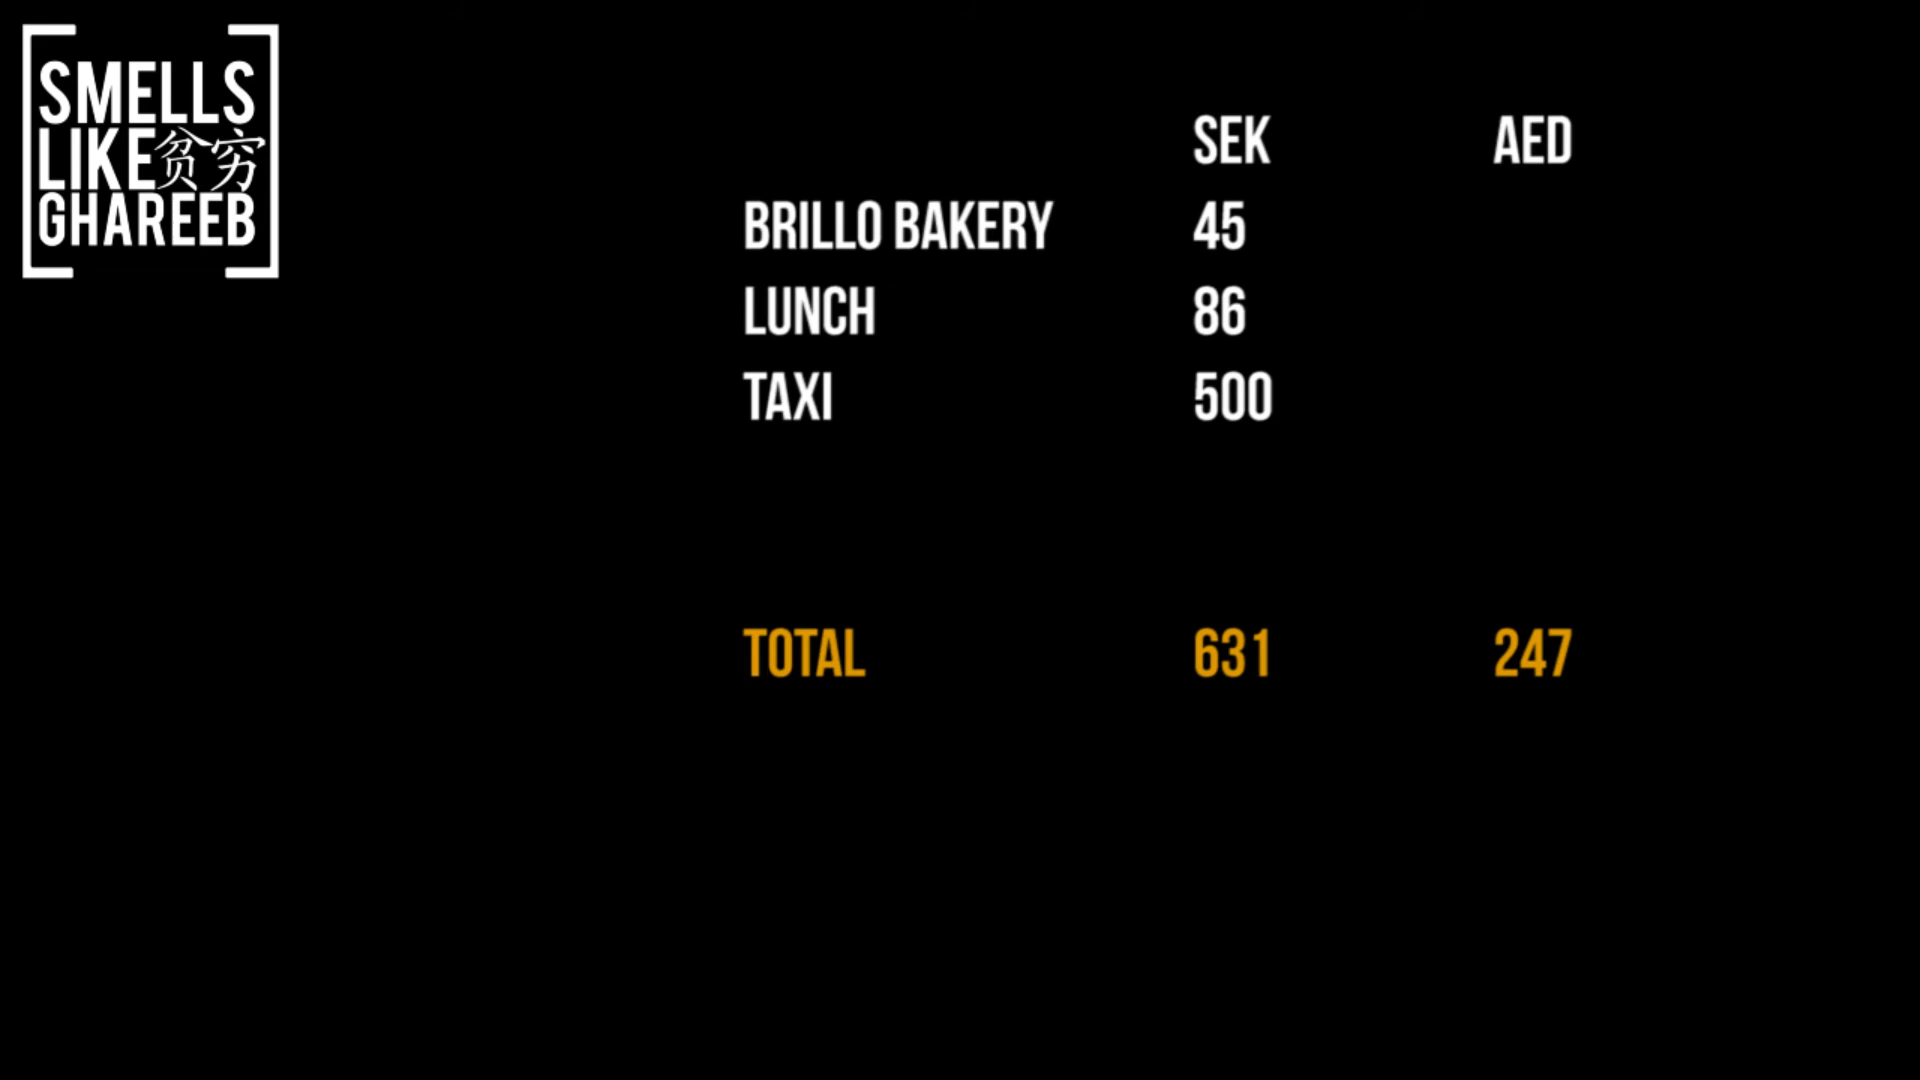 SMELLS
LIKE贫穷
GHAREEB
SEK AED
BRILLO BAKERY 45
LUNCH 86
TAXI 500
TOTAL 631 247